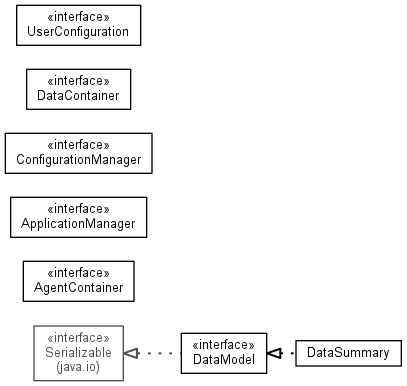 «interface»
UserConfiguration
«interface»
DataContainer
«interface»
ConfigurationManager
«interface»
ApplicationManager
«interface»
AgentContainer
«interface»
Serializable
(java.io)
«interface»
DataModel
DataSummary